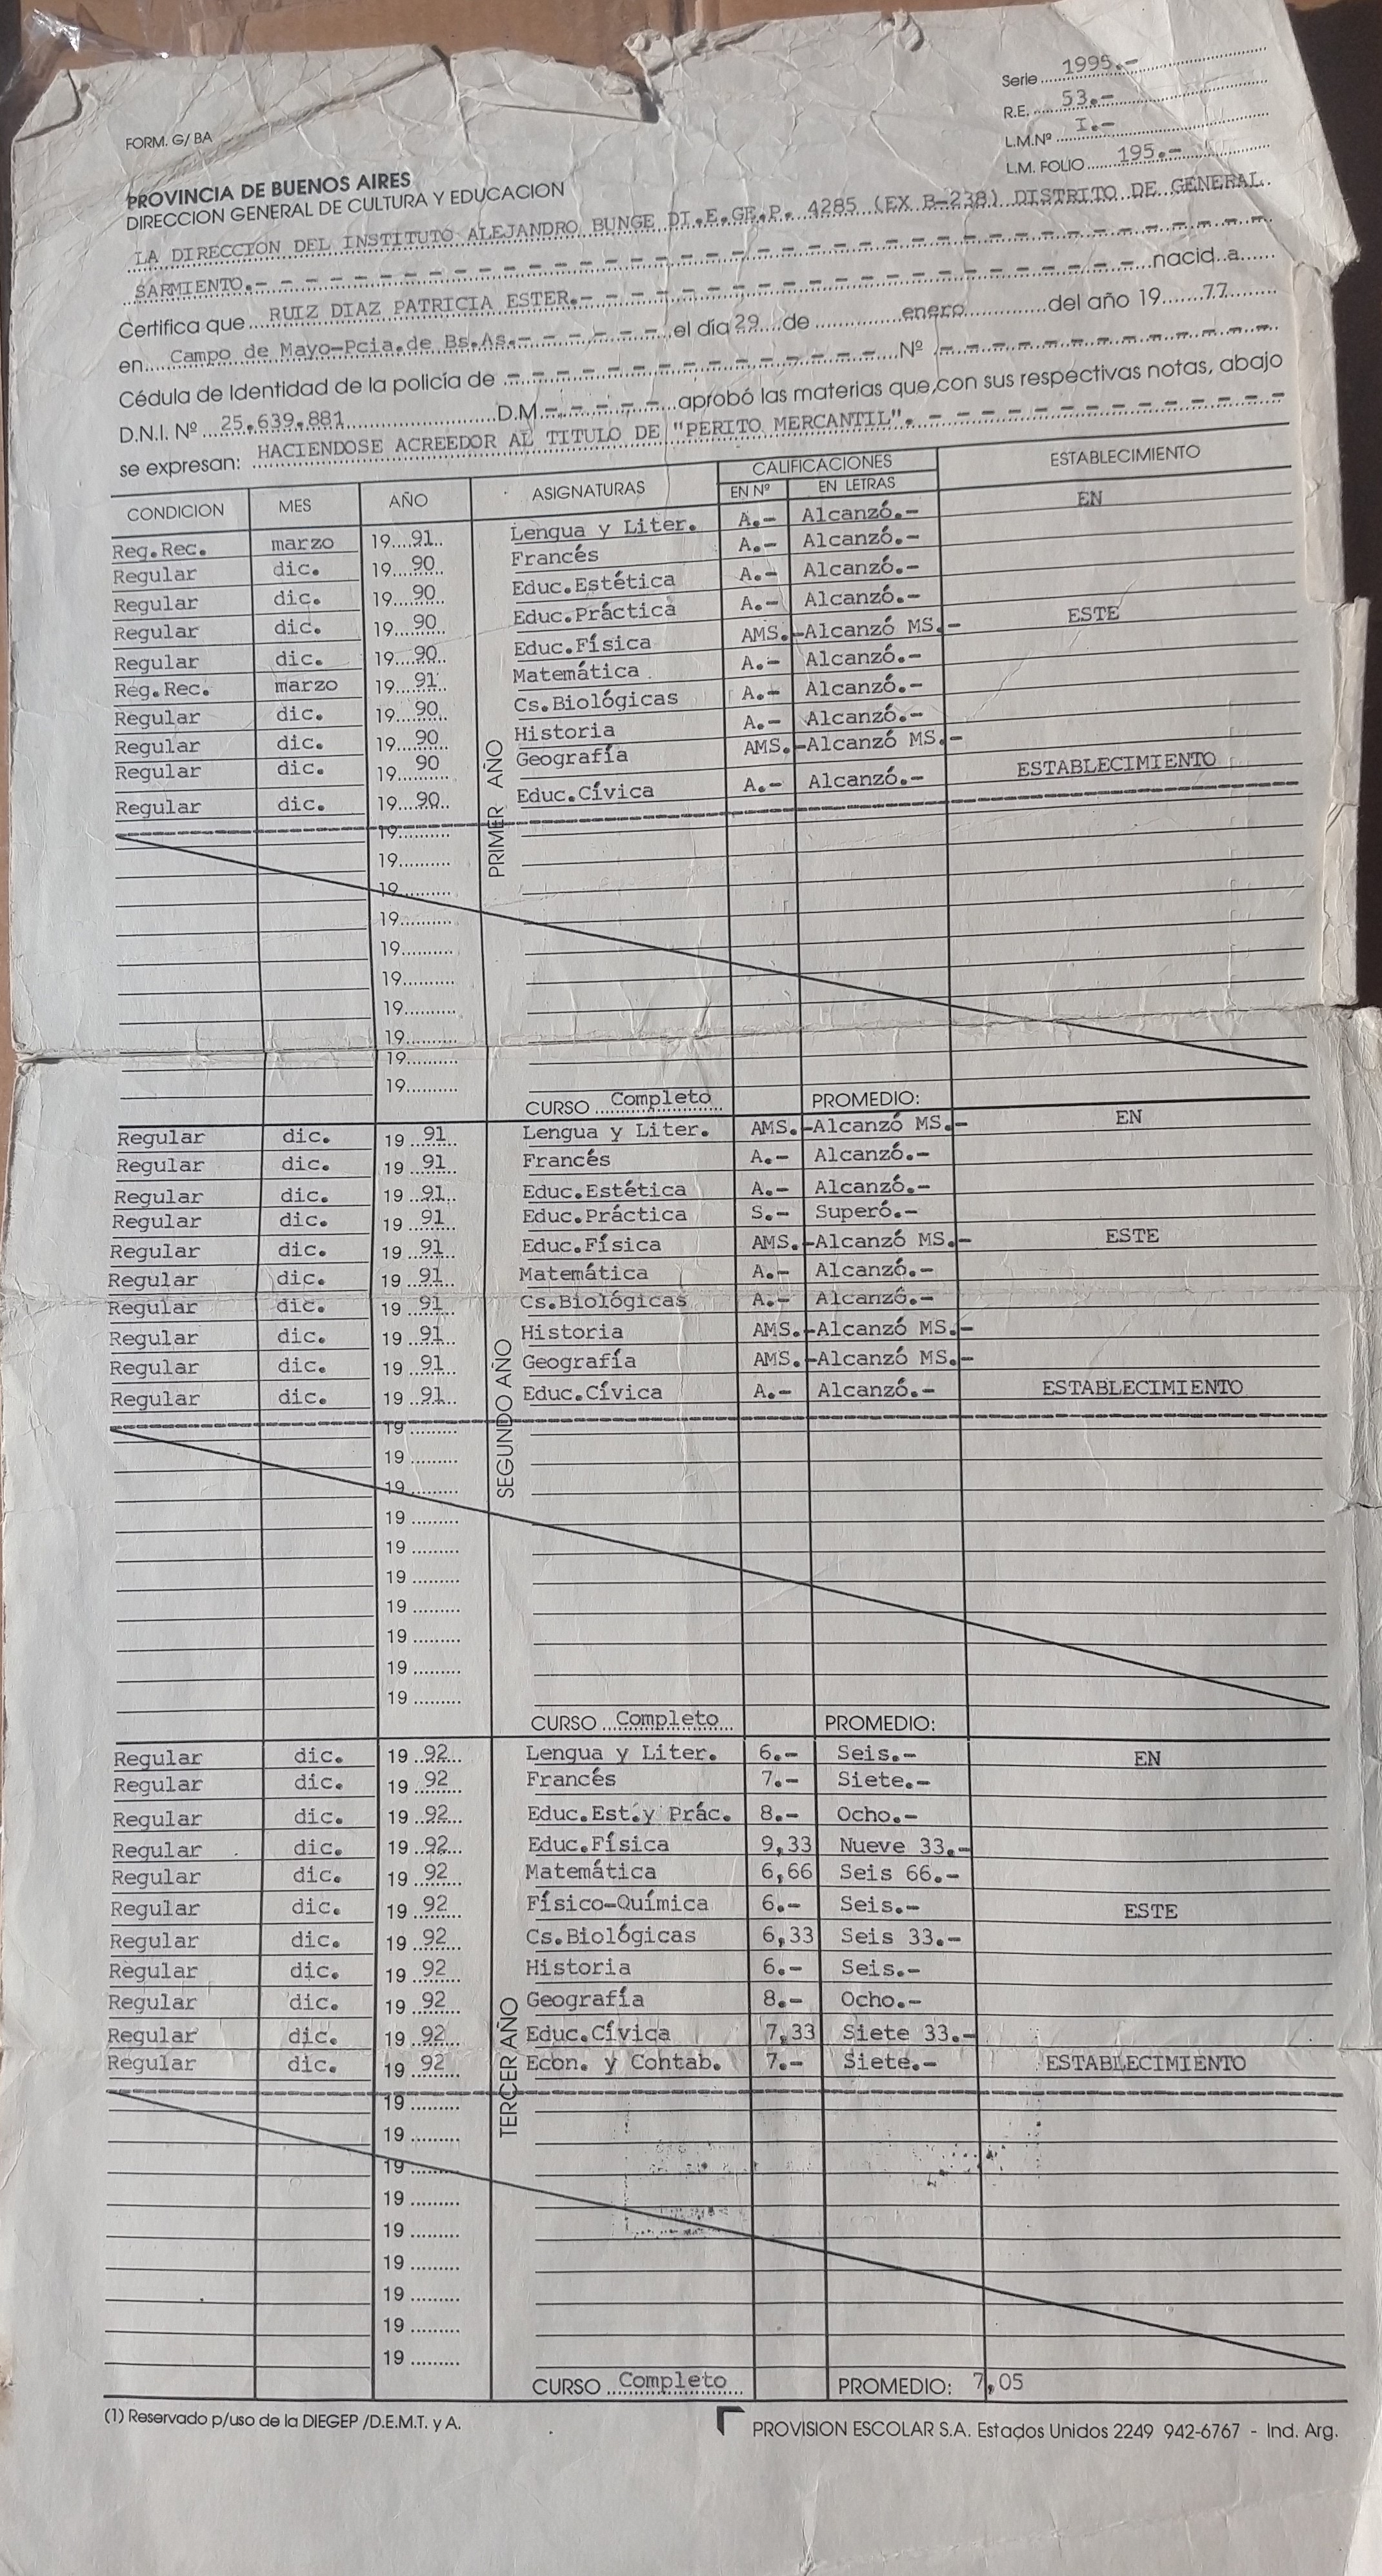 Serie 1995.-
R.E. 53.-
L.M.Nº I.-
L.M. FOLIO 195.-
FORM. G/ BA
PROVINCIA DE BUENOS AIRES
DIRECCION GENERAL DE CULTURA Y EDUCACION
LA DIRECCION DEL INSTITUTO ALEJANDRO BUNGE DI.E.GE.P. 4285 (EX B-238) DISTRITO DE GENERAL
SARMIENTO.-
Certifica que RUIZ DIAZ PATRICIA ESTER.- nacid a
en Campo de Mayo-Pcia.de Bs.As.- el día 29 de enero del año 19 77
Cédula de Identidad de la policía de - Nº -
D.N.I. Nº 25.639.881 D.M.- aprobó las materias que,con sus respectivas notas, abajo
se expresan: HACIENDOSE ACREEDOR AL TITULO DE "PERITO MERCANTIL".-
CONDICION MES AÑO ASIGNATURAS CALIFICACIONES ESTABLECIMIENTO
EN Nº EN LETRAS
Reg.Rec. marzo 19 91 Lengua y Liter. A.- Alcanzó.- EN
Regular dic. 19 90 Francés A.- Alcanzó.-
Regular dic. 19 90 Educ.Estética A.- Alcanzó.-
Regular dic. 19 90 Educ.Práctica A.- Alcanzó.-
Regular dic. 19 90 Educ.Física AMS.-Alcanzó MS.- ESTE
Reg.Rec. marzo 19 91 Matemática A.- Alcanzó.-
Regular dic. 19 90 Cs.Biológicas A.- Alcanzó.-
Regular dic. 19 90 Historia A.- Alcanzó.-
Regular dic. 19 90 Geografía AMS.-Alcanzó MS.-
Regular dic. 19 90 Educ.Cívica A.- Alcanzó.- ESTABLECIMIENTO
PRIMER AÑO
19
19
19
19
19
19
19
19
19
19
CURSO Completo PROMEDIO:
Regular dic. 19 91 Lengua y Liter. AMS.-Alcanzó MS.- EN
Regular dic. 19 91 Francés A.- Alcanzó.-
Regular dic. 19 91 Educ.Estética A.- Alcanzó.-
Regular dic. 19 91 Educ.Práctica S.- Superó.-
Regular dic. 19 91 Educ.Física AMS.-Alcanzó MS.- ESTE
Regular dic. 19 91 Matemática A.- Alcanzó.-
Regular dic. 19 91 Cs.Biológicas A.- Alcanzó.-
Regular dic. 19 91 Historia AMS.-Alcanzó MS.-
Regular dic. 19 91 Geografía AMS.-Alcanzó MS.-
Regular dic. 19 91 Educ.Cívica A.- Alcanzó.- ESTABLECIMIENTO
SEGUNDO AÑO
19
19
19
19
19
19
19
19
19
19
CURSO Completo PROMEDIO:
Regular dic. 19 92 Lengua y Liter. 6.- Seis.- EN
Regular dic. 19 92 Francés 7.- Siete.-
Regular dic. 19 92 Educ.Est.y Prác. 8.- Ocho.-
Regular dic. 19 92 Educ.Física 9,33 Nueve 33.-
Regular dic. 19 92 Matemática 6,66 Seis 66.-
Regular dic. 19 92 Físico-Química 6.- Seis.- ESTE
Regular dic. 19 92 Cs.Biológicas 6,33 Seis 33.-
Regular dic. 19 92 Historia 6.- Seis.-
Regular dic. 19 92 Geografía 8.- Ocho.-
Regular dic. 19 92 Educ.Cívica 7,33 Siete 33.-
Regular dic. 19 92 Econ. y Contab. 7.- Siete.- ESTABLECIMIENTO
TERCER AÑO
19
19
19
19
19
19
19
19
19
CURSO Completo PROMEDIO: 7,05
(1) Reservado p/uso de la DIEGEP /D.E.M.T. y A.
PROVISION ESCOLAR S.A. Estados Unidos 2249 942-6767 - Ind. Arg.